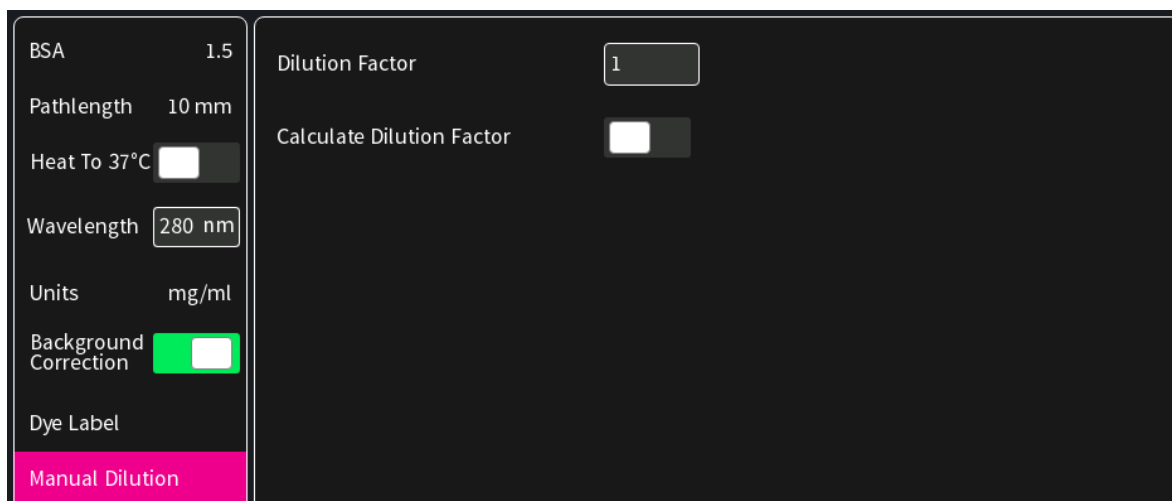 BSA 1.5
Pathlength 10 mm
Heat To 37°C
Wavelength 280 nm
Units mg/ml
Background
Correction
Dye Label
Manual Dilution
Dilution Factor 1
Calculate Dilution Factor